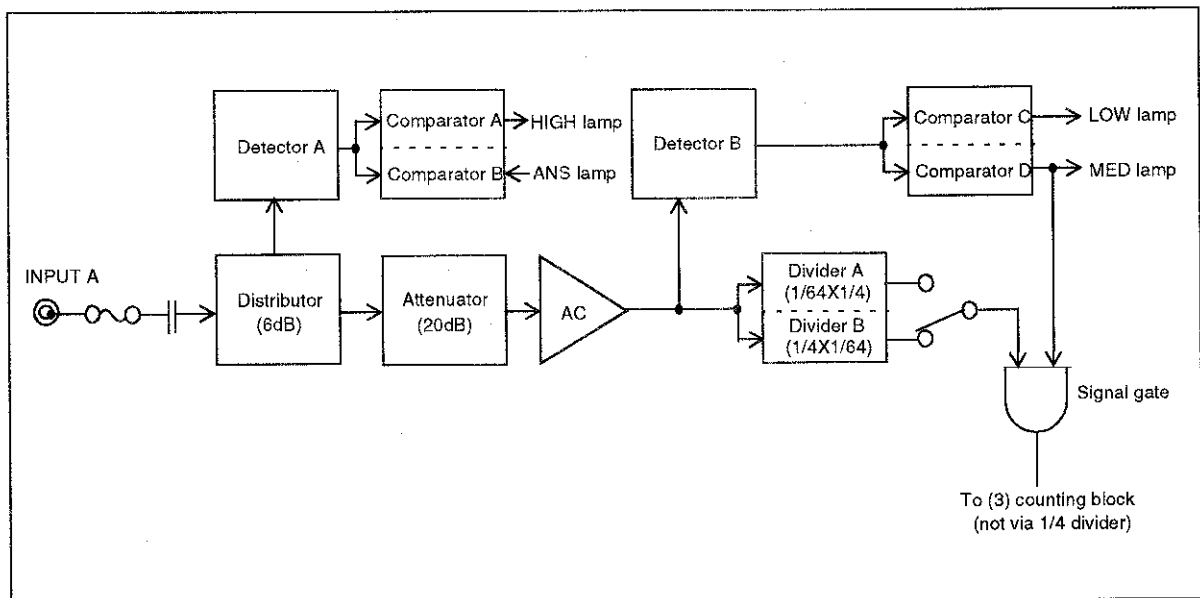 Detector A
Comparator A
Comparator B
HIGH lamp
ANS lamp
Detector B
Comparator C
Comparator D
LOW lamp
MED lamp
INPUT A
Distributor
(6dB)
Attenuator
(20dB)
AC
Divider A
(1/64X1/4)
Divider B
(1/4X1/64)
Signal gate
To (3) counting block
(not via 1/4 divider)